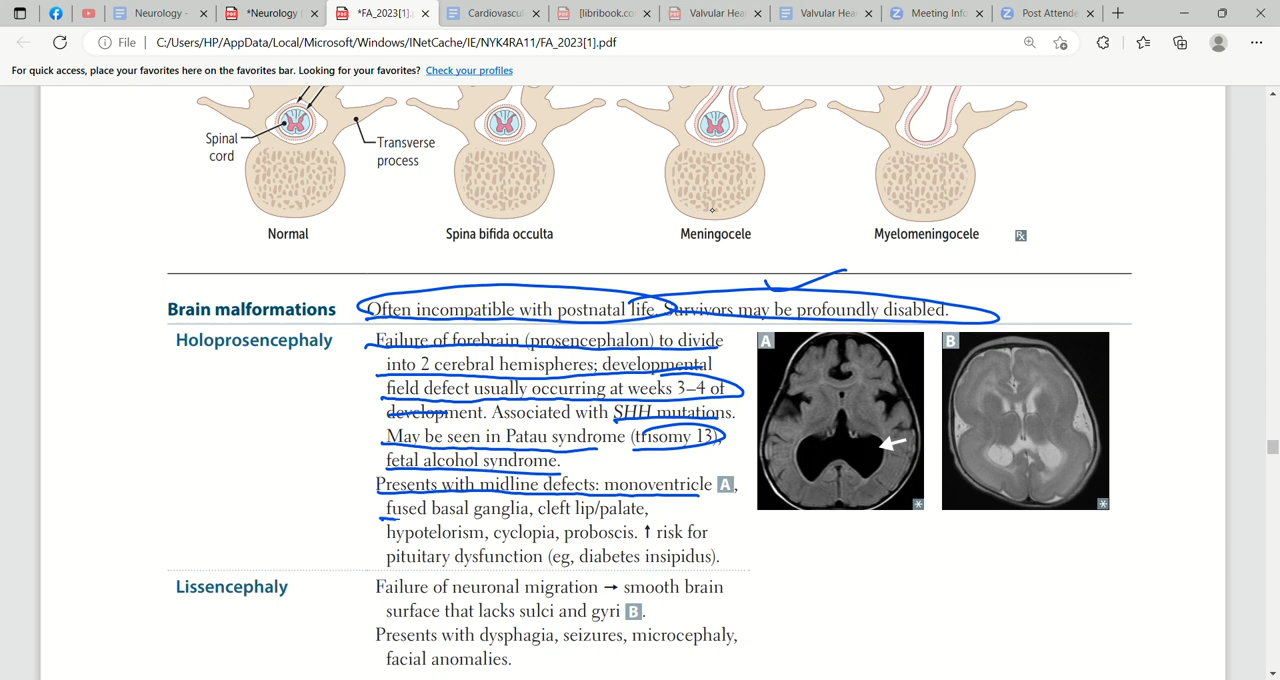 Neurology -
*Neurology
*FA_2023[1].
Cardiovascu
[libribook.co
Valvular Hea
Valvular Hea
Meeting Info
Post Attende
File
C:/Users/HP/AppData/Local/Microsoft/Windows/INetCache/IE/NYK4RA11/FA_2023[1].pdf
For quick access, place your favorites here on the favorites bar. Looking for your favorites? Check your profiles
Spinal
cord
Transverse
process
Normal
Spina bifida occulta
Meningocele
Myelomeningocele
Rx
Brain malformations
Often incompatible with postnatal life. Survivors may be profoundly disabled.
Holoprosencephaly
Failure of forebrain (prosencephalon) to divide
into 2 cerebral hemispheres; developmental
field defect usually occurring at weeks 3–4 of
development. Associated with SHH mutations.
May be seen in Patau syndrome (trisomy 13),
fetal alcohol syndrome.
Presents with midline defects: monoventricle A,
fused basal ganglia, cleft lip/palate,
hypotelorism, cyclopia, proboscis. ↑ risk for
pituitary dysfunction (eg, diabetes insipidus).
A
B
Lissencephaly
Failure of neuronal migration → smooth brain
surface that lacks sulci and gyri B.
Presents with dysphagia, seizures, microcephaly,
facial anomalies.